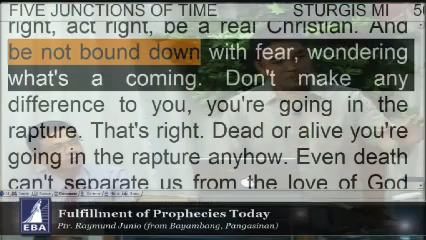 FIVE JUNCTIONS OF TIME STURGIS MI 5
right, act right, be a real Christian. And
be not bound down with fear, wondering
what's a coming. Don't make any
difference to you, you're going in the
rapture. That's right. Dead or alive you're
going in the rapture anyhow. Even death
can't separate us from the love of God
EBA
Fulfillment of Prophecies Today
Ptr. Raymund Junio (from Bayambang, Pangasinan)